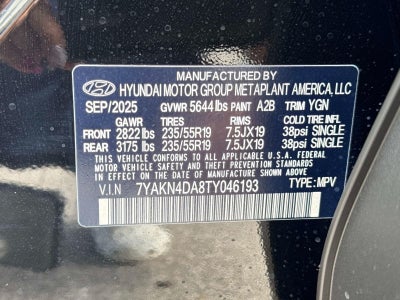 MANUFACTURED BY
HYUNDAI MOTOR GROUP METAPLANT AMERICA, LLC
SEP/2025 GVWR 5644 lbs PAINT A2B TRIM YGN
GAWR TIRES RIMS COLD TIRE INFL
FRONT 2822 lbs 235/55R19 7.5JX19 38psi SINGLE
REAR 3175 lbs 235/55R19 7.5JX19 38psi SINGLE
THIS VEHICLE CONFORMS TO ALL APPLICABLE U.S. FEDERAL
MOTOR VEHICLE SAFETY, BUMPER, AND THEFT PREVENTION
STANDARDS IN EFFECT ON THE DATE OF MANUFACTURE SHOWN ABOVE.
V.I.N 7YAKN4DA8TY046193 TYPE: MPV